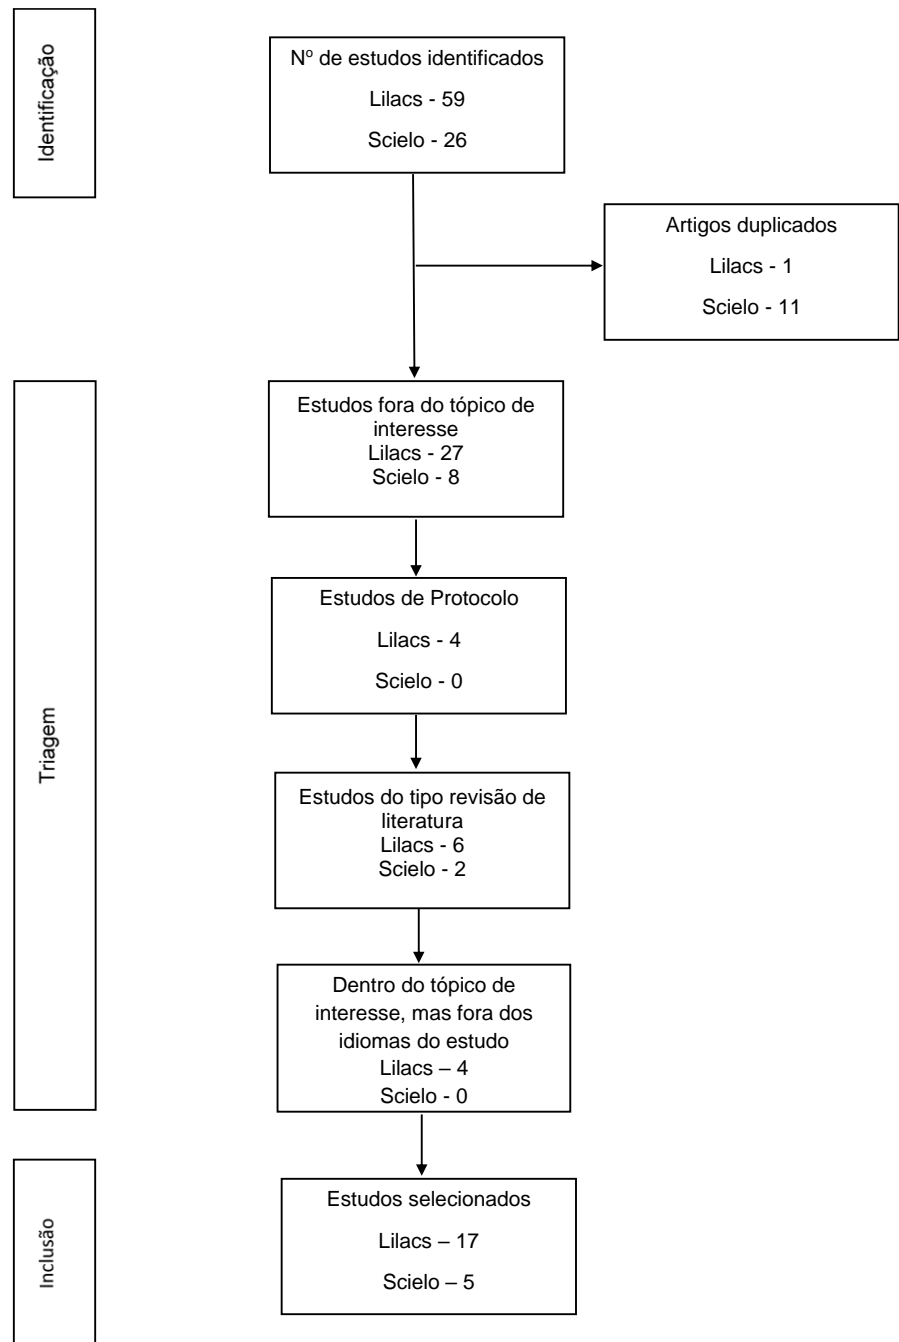 Identificação
Nº de estudos identificados
Lilacs - 59
Scielo - 26
Artigos duplicados
Lilacs - 1
Scielo - 11
Triagem
Estudos fora do tópico de
interesse
Lilacs - 27
Scielo - 8
Estudos de Protocolo
Lilacs - 4
Scielo - 0
Estudos do tipo revisão de
literatura
Lilacs - 6
Scielo - 2
Dentro do tópico de
interesse, mas fora dos
idiomas do estudo
Lilacs – 4
Scielo - 0
Inclusão
Estudos selecionados
Lilacs – 17
Scielo – 5